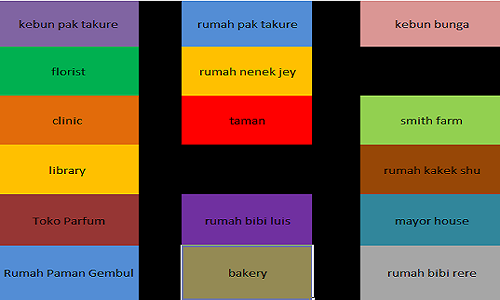 kebun pak takure
rumah pak takure
kebun bunga
florist
rumah nenek jey
clinic
taman
smith farm
library
rumah kakek shu
Toko Parfum
rumah bibi luis
mayor house
Rumah Paman Gembul
bakery
rumah bibi rere